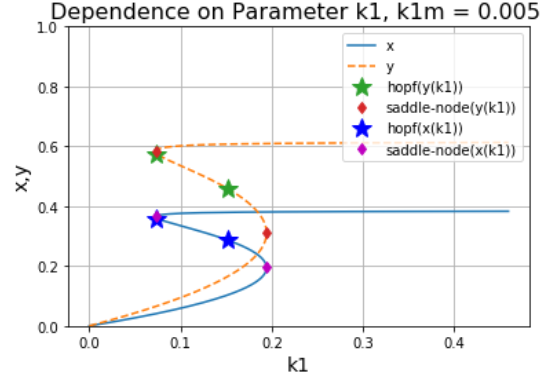 Dependence on Parameter k1, k1m = 0.005
1.0
0.8
0.6
0.4
0.2
0.0
x,y
x
y
hopf(y(k1))
saddle-node(y(k1))
hopf(x(k1))
saddle-node(x(k1))
0.0 0.1 0.2 0.3 0.4
k1